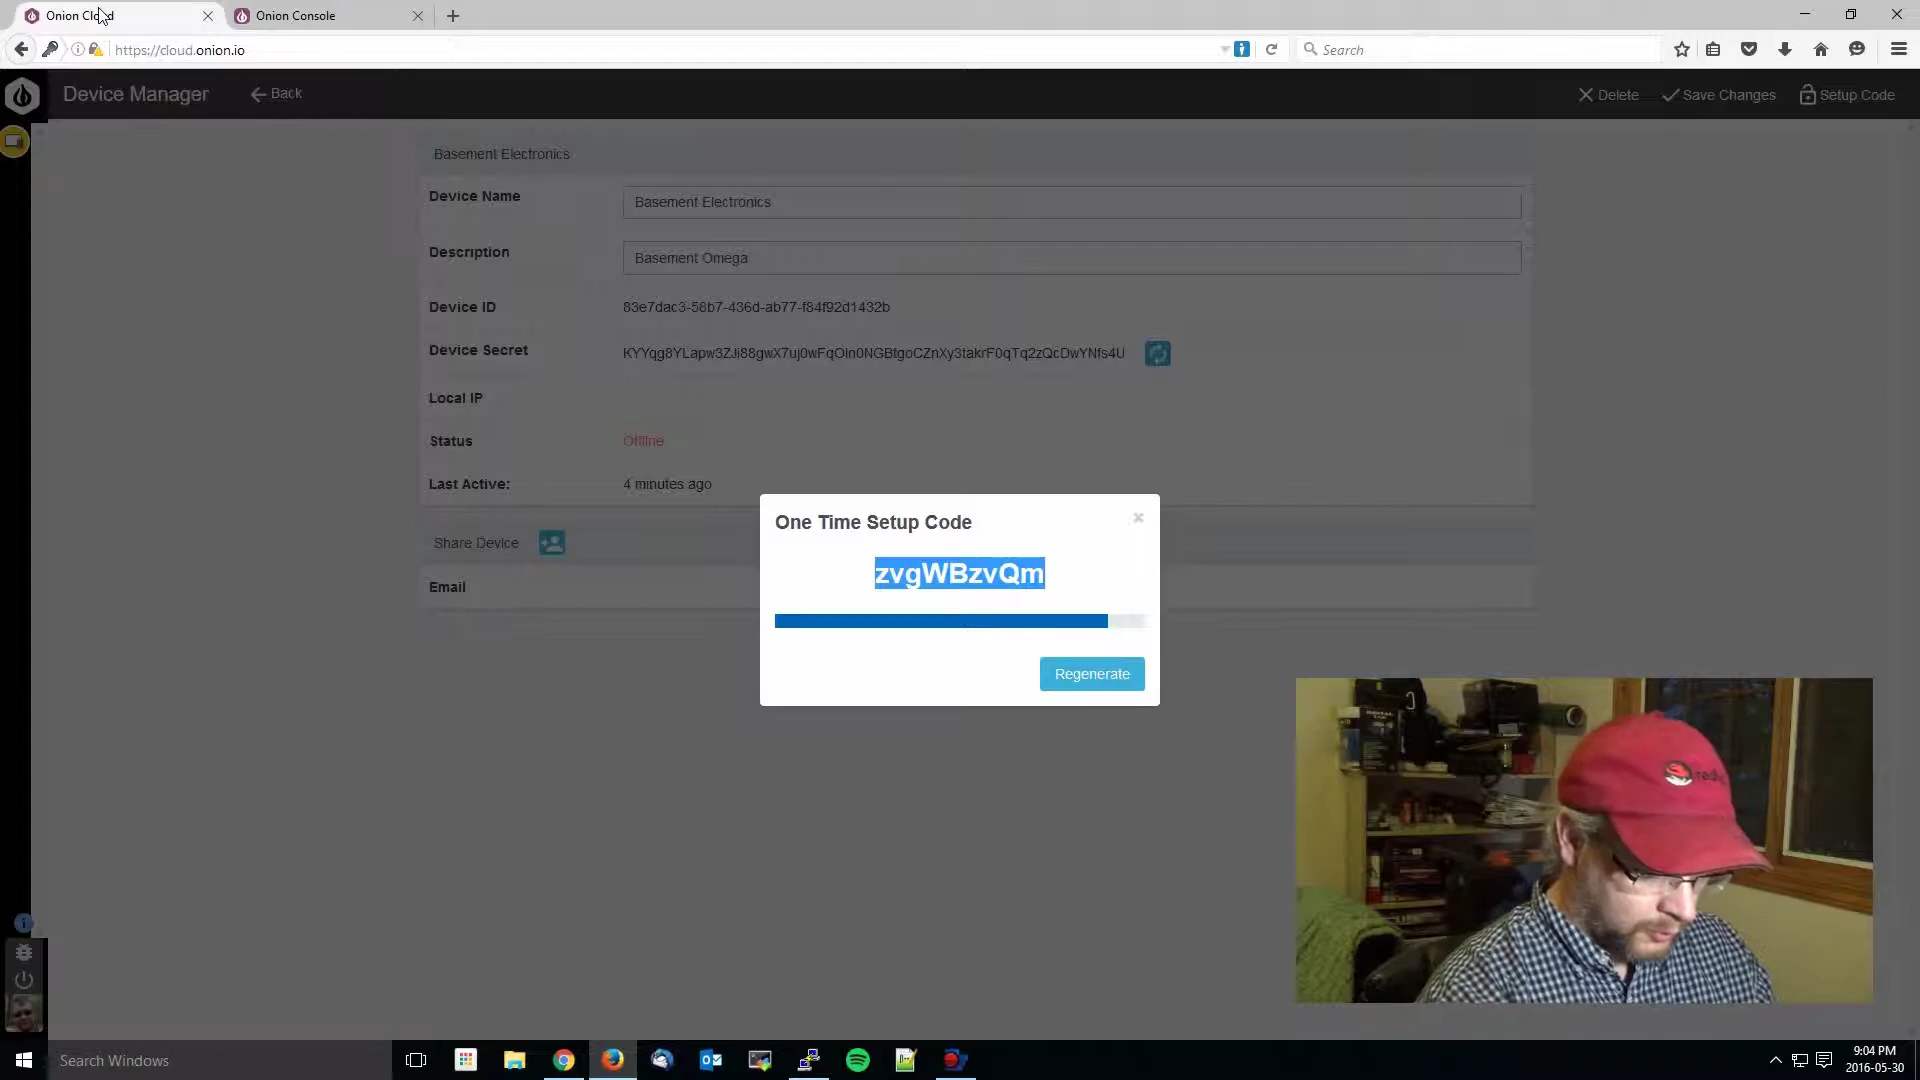 Onion Cloud
Onion Console
https://cloud.onion.io
Search
Device Manager
Back
Delete
Save Changes
Setup Code
Basement Electronics
Device Name
Basement Electronics
Description
Basement Omega
Device ID
83e7dac3-58b7-436d-ab77-f84f92d1432b
Device Secret
Local IP
Status
Offline
Last Active:
4 minutes ago
Share Device
Email
One Time Setup Code
zvgWBzvQm
Regenerate
Search Windows
9:04 PM
2016-05-30